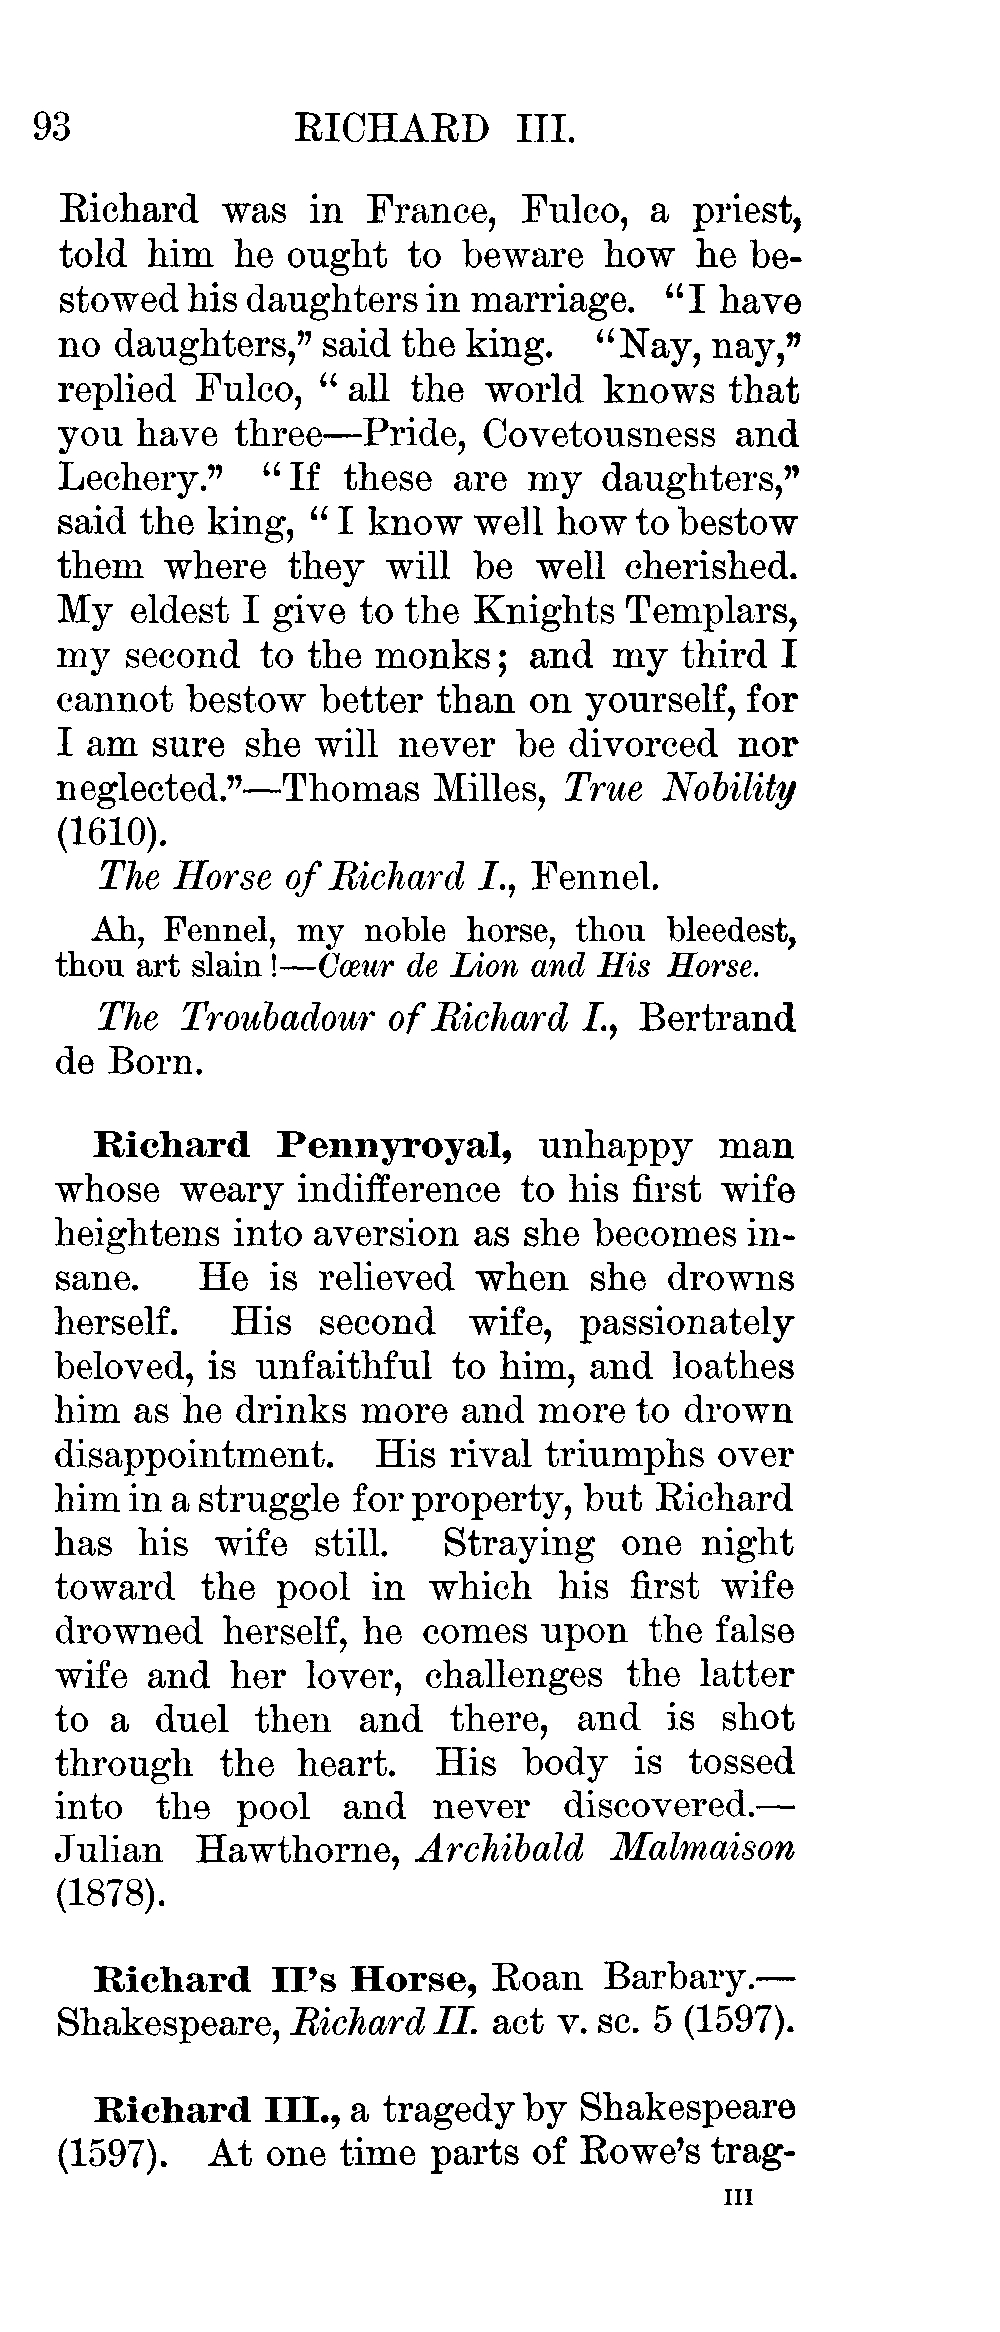 93 RICHARD III.
Richard was in France, Fulco, a priest,
told him he ought to beware how he be-
stowed his daughters in marriage. “I have
no daughters,” said the king. “Nay, nay,”
replied Fulco, “all the world knows that
you have three—Pride, Covetousness and
Lechery.” “If these are my daughters,”
said the king, “I know well how to bestow
them where they will be well cherished.
My eldest I give to the Knights Templars,
my second to the monks; and my third I
cannot bestow better than on yourself, for
I am sure she will never be divorced nor
neglected.”—Thomas Milles, True Nobility
(1610).
The Horse of Richard I., Fennel.
Ah, Fennel, my noble horse, thou bleedest,
thou art slain!—Cœur de Lion and His Horse.
The Troubadour of Richard I., Bertrand
de Born.
Richard Pennyroyal, unhappy man
whose weary indifference to his first wife
heightens into aversion as she becomes in-
sane. He is relieved when she drowns
herself. His second wife, passionately
beloved, is unfaithful to him, and loathes
him as he drinks more and more to drown
disappointment. His rival triumphs over
him in a struggle for property, but Richard
has his wife still. Straying one night
toward the pool in which his first wife
drowned herself, he comes upon the false
wife and her lover, challenges the latter
to a duel then and there, and is shot
through the heart. His body is tossed
into the pool and never discovered.—
Julian Hawthorne, Archibald Malmaison
(1878).
Richard II’s Horse, Roan Barbary.—
Shakespeare, Richard II. act v. sc. 5 (1597).
Richard III., a tragedy by Shakespeare
(1597). At one time parts of Rowe’s trag-
III